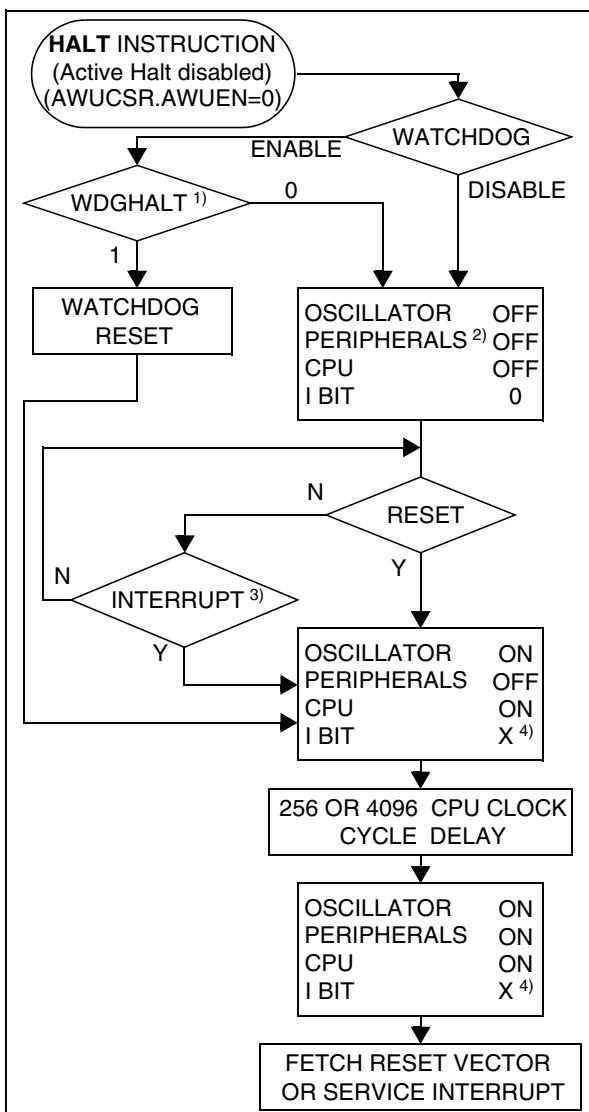 HALT INSTRUCTION
(Active Halt disabled)
(AWUCSR.AWUEN=0)
WATCHDOG
ENABLE
DISABLE
WDGHALT 1)
0
1
WATCHDOG
RESET
OSCILLATOR OFF
PERIPHERALS 2) OFF
CPU OFF
I BIT 0
RESET
N
Y
INTERRUPT 3)
N
Y
OSCILLATOR ON
PERIPHERALS OFF
CPU ON
I BIT X 4)
256 OR 4096 CPU CLOCK
CYCLE DELAY
OSCILLATOR ON
PERIPHERALS ON
CPU ON
I BIT X 4)
FETCH RESET VECTOR
OR SERVICE INTERRUPT